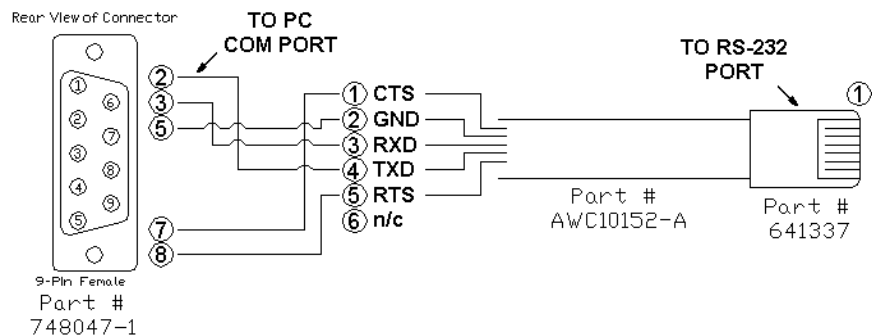 Rear View of Connector
TO PC
COM PORT
TO RS-232
PORT
1
6
2
7
3
8
4
9
5
2
3
5
7
8
1 CTS
2 GND
3 RXD
4 TXD
5 RTS
6 n/c
1
9-Pin Female
Part #
748047-1
Part #
AWC10152-A
Part #
641337